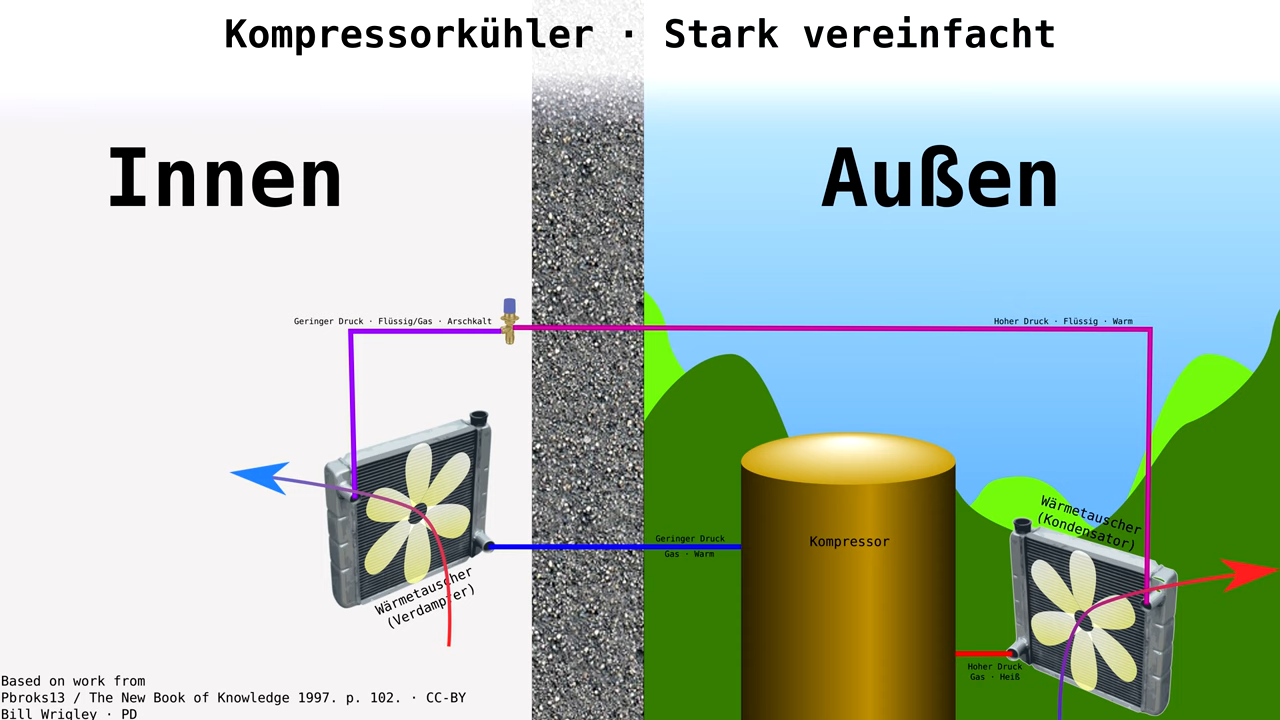 Kompressorkühler · Stark vereinfacht
Innen
Außen
Geringer Druck · Flüssig/Gas · Arschkalt
Hoher Druck · Flüssig · Warm
Wärmetauscher
(Kondensator)
Geringer Druck
Gas · Warm
Kompressor
Wärmetauscher
(Verdampfer)
Hoher Druck
Gas · Heiß
Based on work from
Pbroks13 / The New Book of Knowledge 1997. p. 102. · CC-BY
Bill Wrigley · PD